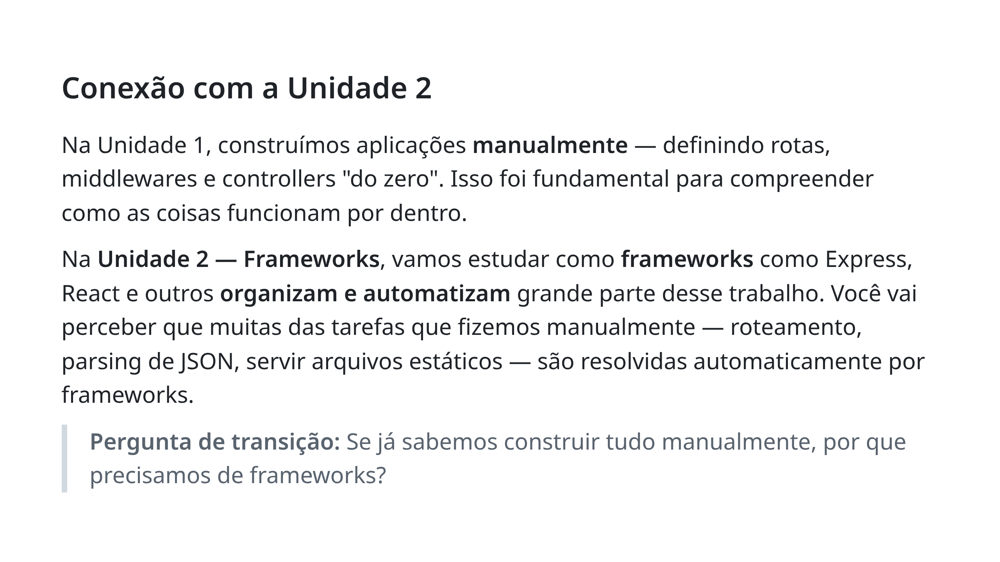 Conexão com a Unidade 2
Na Unidade 1, construímos aplicações manualmente — definindo rotas,
middlewares e controllers "do zero". Isso foi fundamental para compreender
como as coisas funcionam por dentro.
Na Unidade 2 — Frameworks, vamos estudar como frameworks como Express,
React e outros organizam e automatizam grande parte desse trabalho. Você vai
perceber que muitas das tarefas que fizemos manualmente — roteamento,
parsing de JSON, servir arquivos estáticos — são resolvidas automaticamente por
frameworks.
Pergunta de transição: Se já sabemos construir tudo manualmente, por que
precisamos de frameworks?